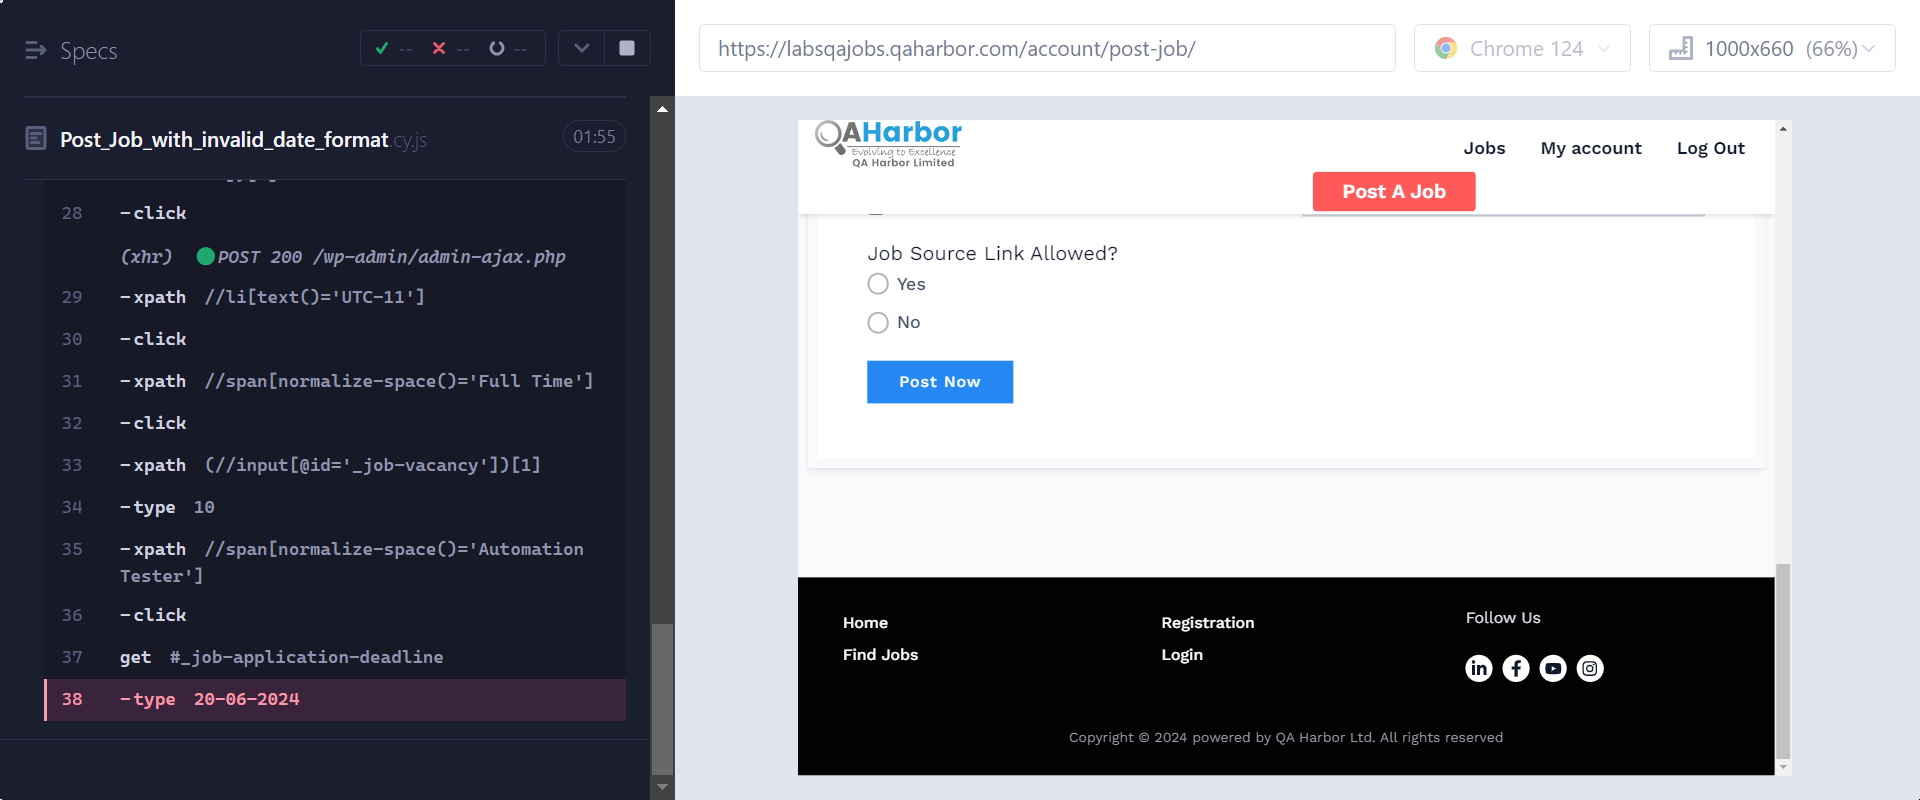 Specs
-- -- --
Post_Job_with_invalid_date_format.cy.js 01:55
28 -click
(xhr) POST 200 /wp-admin/admin-ajax.php
29 -xpath //li[text()='UTC-11']
30 -click
31 -xpath //span[normalize-space()='Full Time']
32 -click
33 -xpath (//input[@id='_job-vacancy'])[1]
34 -type 10
35 -xpath //span[normalize-space()='Automation
Tester']
36 -click
37 get #_job-application-deadline
38 -type 20-06-2024
https://labsqajobs.qaharbor.com/account/post-job/
Chrome 124
1000x660 (66%)
QAHarbor
Evolving to Excellence
QA Harbor Limited
Jobs My account Log Out
Post A Job
Job Source Link Allowed?
Yes
No
Post Now
Home
Find Jobs
Registration
Login
Follow Us
Copyright © 2024 powered by QA Harbor Ltd. All rights reserved